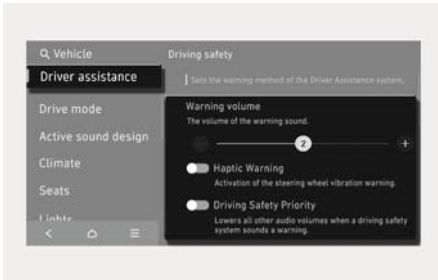 Vehicle
Driving safety
Driver assistance
Sets the warning method of the Driver Assistance system.
Drive mode
Active sound design
Climate
Seats
Lights
Warning volume
The volume of the warning sound.
2
Haptic Warning
Activation of the steering wheel vibration warning.
Driving Safety Priority
Lowers all other audio volumes when a driving safety
system sounds a warning.